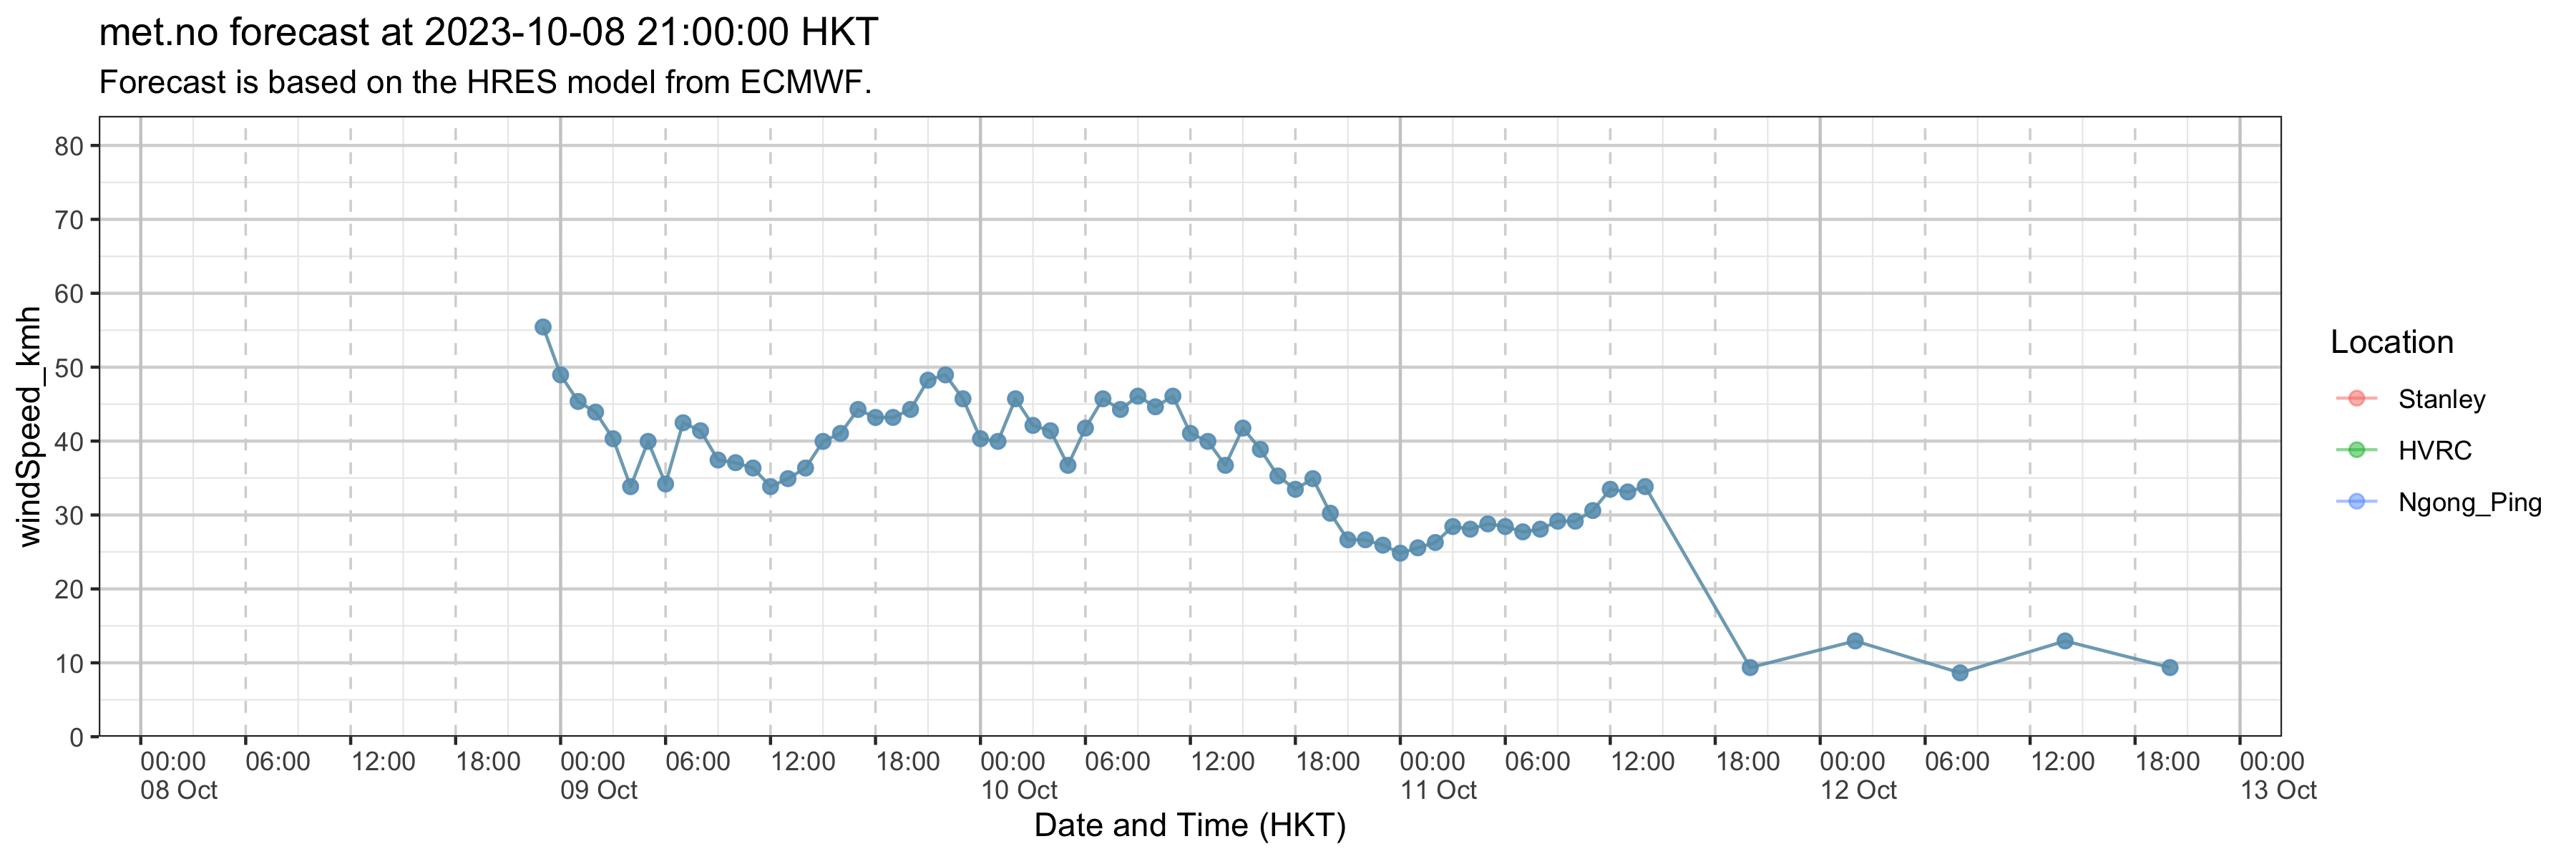 met.no forecast at 2023-10-08 21:00:00 HKT
Forecast is based on the HRES model from ECMWF.
windSpeed_kmh
80
70
60
50
40
30
20
10
0
00:00 06:00 12:00 18:00 00:00 06:00 12:00 18:00 00:00 06:00 12:00 18:00 00:00 06:00 12:00 18:00 00:00 06:00 12:00 18:00 00:00
08 Oct 09 Oct 10 Oct 11 Oct 12 Oct 13 Oct
Date and Time (HKT)
Location
Stanley
HVRC
Ngong_Ping